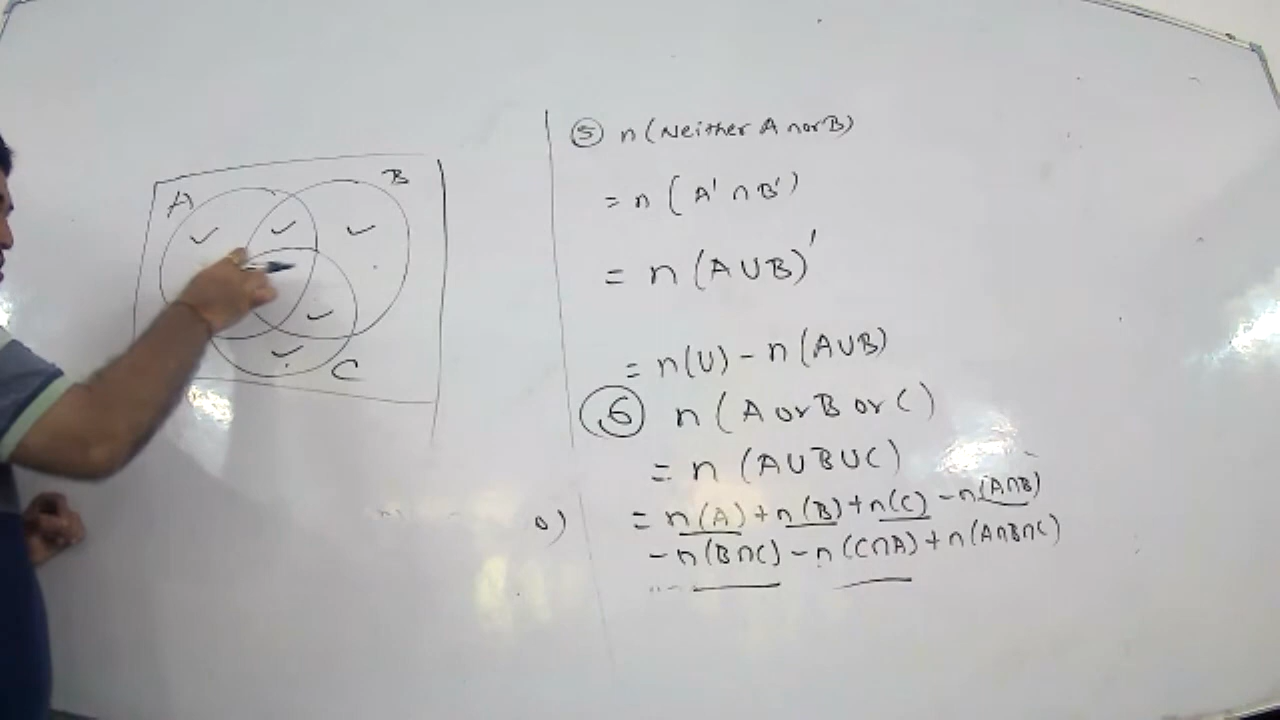 A
B
C
⑤ n(Neither A nor B)
= n(A' ∩ B')
= n(A∪B)'
= n(U) - n(A∪B)
⑥ n(A or B or C)
= n(A∪B∪C)
= n(A) + n(B) + n(C) - n(A∩B)
- n(B∩C) - n(C∩A) + n(A∩B∩C)